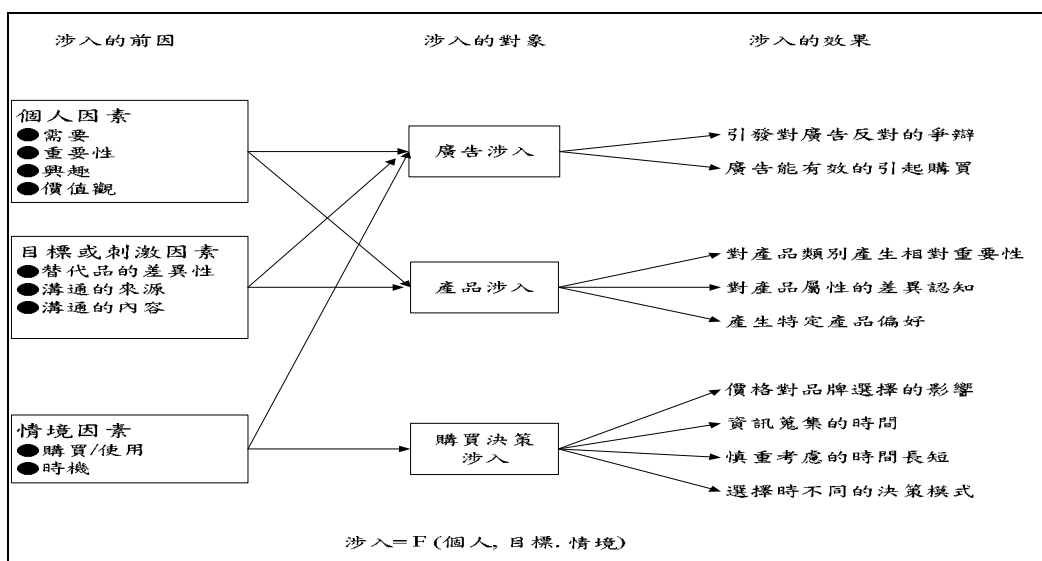 涉入的前因
涉入的對象
涉入的效果
個人因素
●需要
●重要性
●興趣
●價值觀
目標或刺激因素
●替代品的差異性
●溝通的來源
●溝通的內容
情境因素
●購買/使用
●時機
廣告涉入
產品涉入
購買決策
涉入
引發對廣告反對的爭辯
廣告能有效的引起購買
對產品類別產生相對重要性
對產品屬性的差異認知
產生特定產品偏好
價格對品牌選擇的影響
資訊蒐集的時間
慎重考慮的時間長短
選擇時不同的決策模式
涉入=F (個人, 目標. 情境)